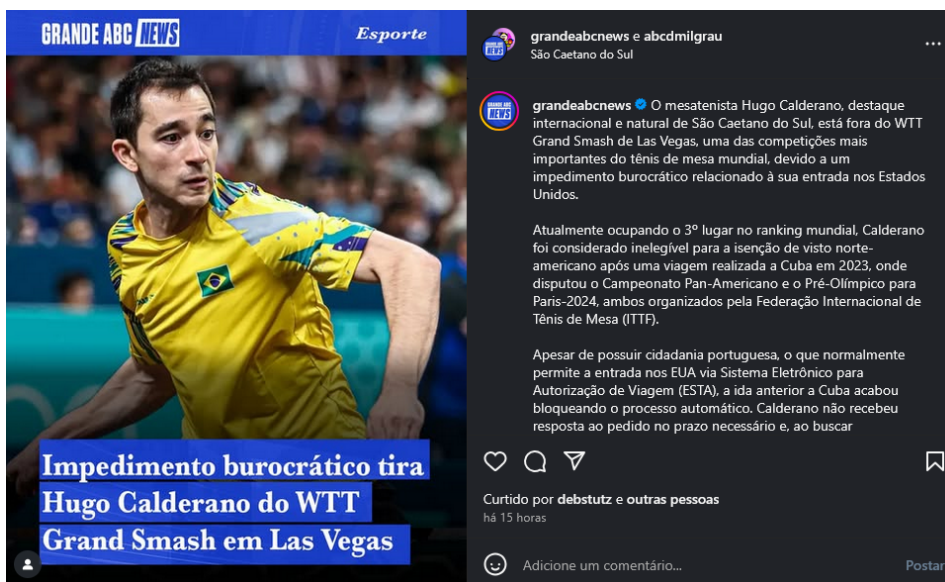 GRANDE ABC NEWS
Esporte
Impedimento burocrático tira
Hugo Calderano do WTT
Grand Smash em Las Vegas
grandeabcnews e abcdmilgrau
São Caetano do Sul
grandeabcnews O mesatenista Hugo Calderano, destaque
internacional e natural de São Caetano do Sul, está fora do WTT
Grand Smash de Las Vegas, uma das competições mais
importantes do tênis de mesa mundial, devido a um
impedimento burocrático relacionado à sua entrada nos Estados
Unidos.
Atualmente ocupando o 3º lugar no ranking mundial, Calderano
foi considerado inelegível para a isenção de visto norte-
americano após uma viagem realizada a Cuba em 2023, onde
disputou o Campeonato Pan-Americano e o Pré-Olímpico para
Paris-2024, ambos organizados pela Federação Internacional de
Tênis de Mesa (ITTF).
Apesar de possuir cidadania portuguesa, o que normalmente
permite a entrada nos EUA via Sistema Eletrônico para
Autorização de Viagem (ESTA), a ida anterior a Cuba acabou
bloqueando o processo automático. Calderano não recebeu
resposta ao pedido no prazo necessário e, ao buscar
Curtido por debstutz e outras pessoas
há 15 horas
Adicione um comentário...
Postar